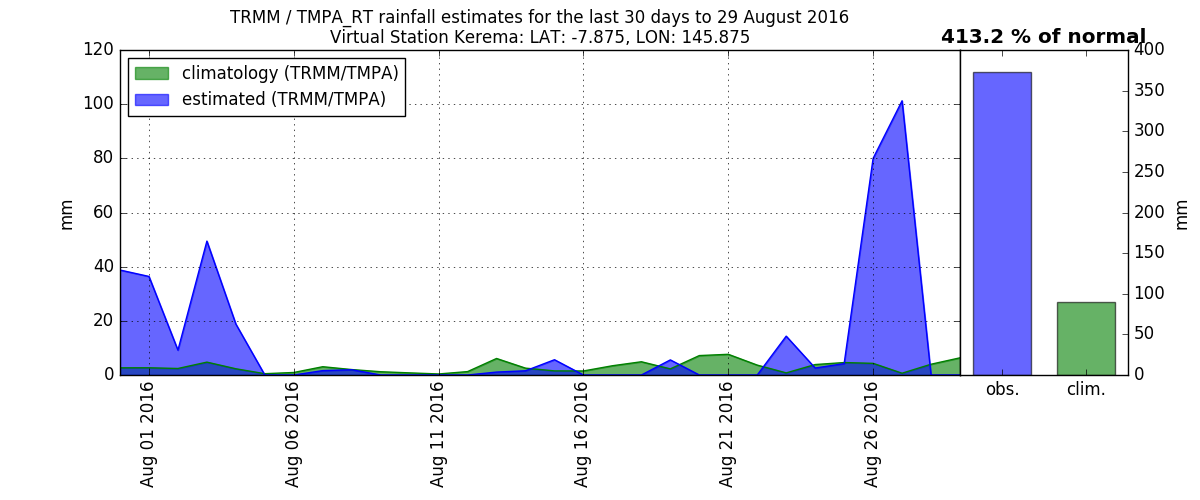 TRMM / TMPA_RT rainfall estimates for the last 30 days to 29 August 2016
Virtual Station Kerema: LAT: -7.875, LON: 145.875
413.2 % of normal
climatology (TRMM/TMPA)
estimated (TRMM/TMPA)
120
100
80
60
40
20
0
mm
Aug 01 2016
Aug 06 2016
Aug 11 2016
Aug 16 2016
Aug 21 2016
Aug 26 2016
400
350
300
250
200
150
100
50
0
mm
obs.
clim.